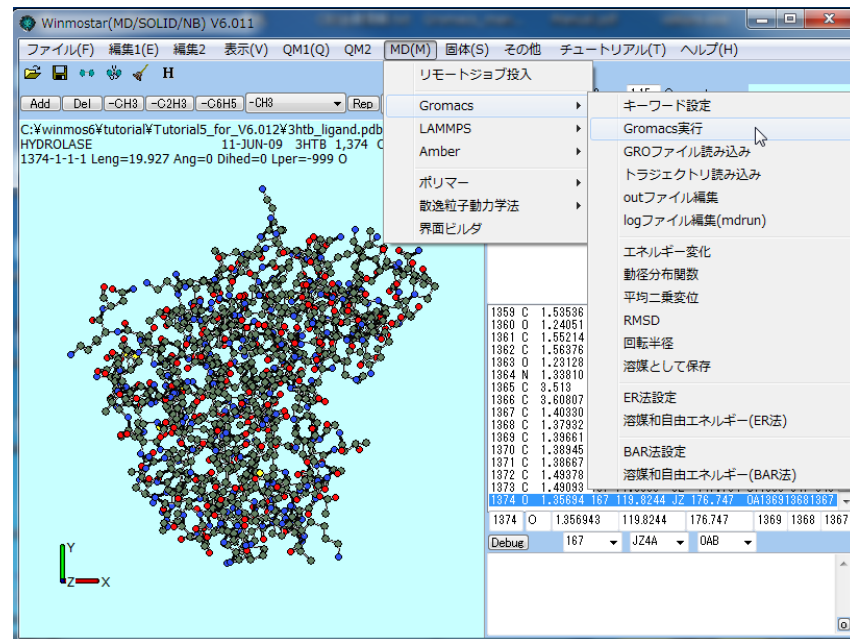 Winmostar(MD/SOLID/NB) V6.011
ファイル(F) 編集1(E) 編集2 表示(V) QM1(Q) QM2 MD(M) 固体(S) その他 チュートリアル(T) ヘルプ(H)
H
Add Del -CH3 -C2H3 -C6H5 -CH3 Rep
C:¥winmos6¥tutorial¥Tutorial5_for_V6.012¥3htb_ligand.pdb
HYDROLASE 11-JUN-09 3HTB 1,374
1374-1-1-1 Leng=19.927 Ang=0 Dihed=0 Lper=-999 O
リモートジョブ投入
Gromacs
LAMMPS
Amber
ポリマー
散逸粒子動力学法
界面ビルダ
キーワード設定
Gromacs実行
GROファイル読み込み
トラジェクトリ読み込み
outファイル編集
logファイル編集(mdrun)
エネルギー変化
動径分布関数
平均二乗変位
RMSD
回転半径
溶媒として保存
ER法設定
溶媒和自由エネルギー(ER法)
BAR法設定
溶媒和自由エネルギー(BAR法)
1359 C 1.53536
1360 O 1.24051
1361 C 1.55214
1362 C 1.56376
1363 O 1.23128
1364 N 1.33810
1365 C 3.513
1366 C 3.60807
1367 C 1.40330
1368 C 1.37932
1369 C 1.39661
1370 C 1.38945
1371 C 1.38667
1372 C 1.49378
1373 C 1.49093
1374 O 1.35694 167 119.8244 JZ 176.747 0A136913681367
1374 O 1.356943 119.8244 176.747 1369 1368 1367
Debug 167 JZ4A 0AB
Y
Z X